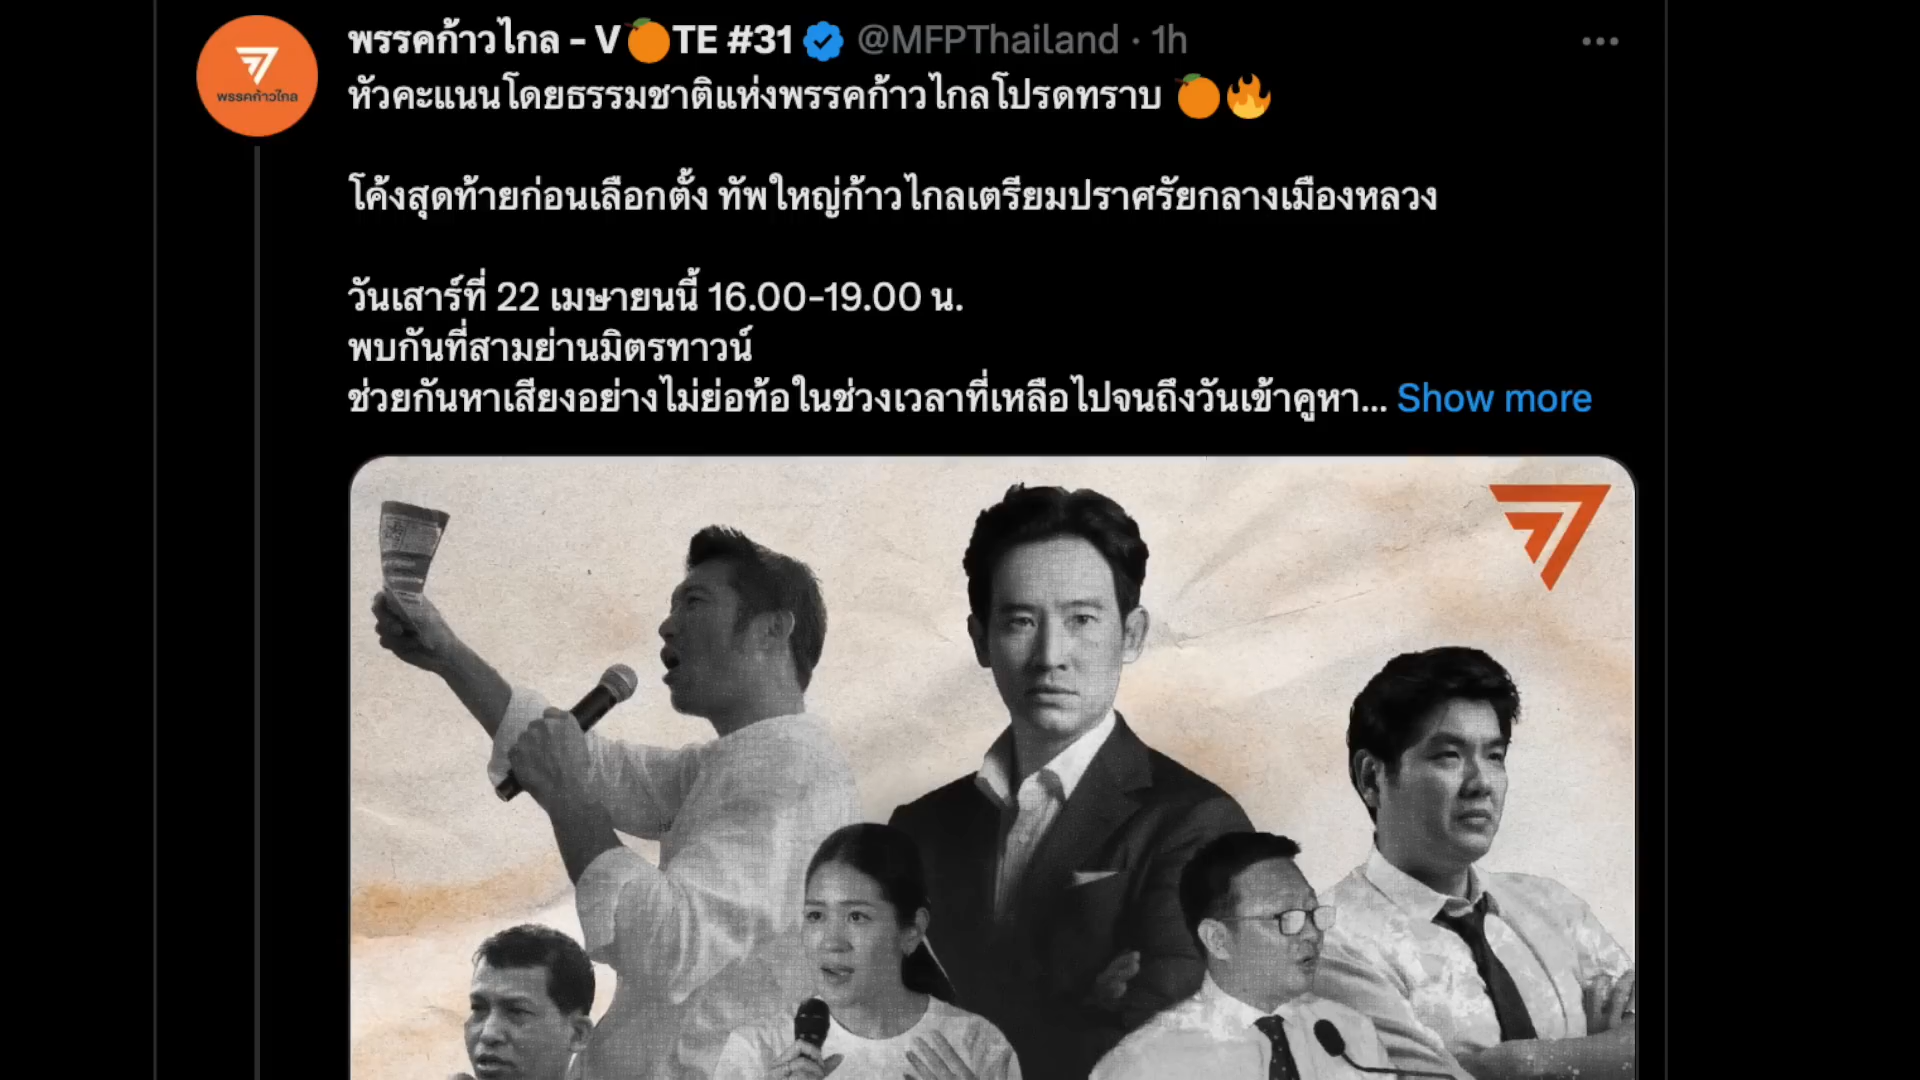 พรรคก้าวไกล - V🍊TE #31 @MFPThailand · 1h
พรรคก้าวไกล
หัวคะแนนโดยธรรมชาติแห่งพรรคก้าวไกลโปรดทราบ 🍊🔥
โค้งสุดท้ายก่อนเลือกตั้ง ทัพใหญ่ก้าวไกลเตรียมปราศรัยกลางเมืองหลวง
วันเสาร์ที่ 22 เมษายนนี้ 16.00-19.00 น.
พบกันที่สามย่านมิตรทาวน์
ช่วยกันหาเสียงอย่างไม่ย่อท้อในช่วงเวลาที่เหลือไปจนถึงวันเข้าคูหา... Show more